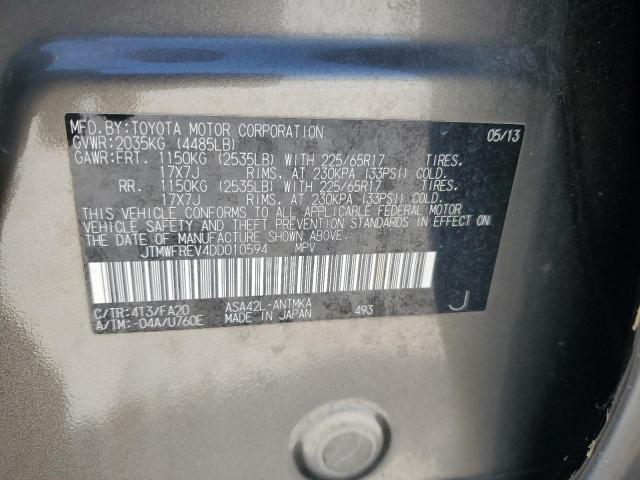 MFD.BY:TOYOTA MOTOR CORPORATION 05/13
GVWR:2035KG (4485LB)
GAWR:FRT. 1150KG (2535LB) WITH 225/65R17 TIRES.
17X7J RIMS. AT 230KPA (33PSI) COLD.
RR. 1150KG (2535LB) WITH 225/65R17 TIRES.
17X7J RIMS. AT 230KPA (33PSI) COLD.
THIS VEHICLE CONFORMS TO ALL APPLICABLE FEDERAL MOTOR
VEHICLE SAFETY AND THEFT PREVENTION STANDARDS IN EFFECT ON
THE DATE OF MANUFACTURE SHOWN ABOVE.
JTMWFREV4DD010594 MPV
C/TR:4T3/FA20 ASA42L-ANTMKA J
A/TM:-04A/U760E MADE IN JAPAN 493